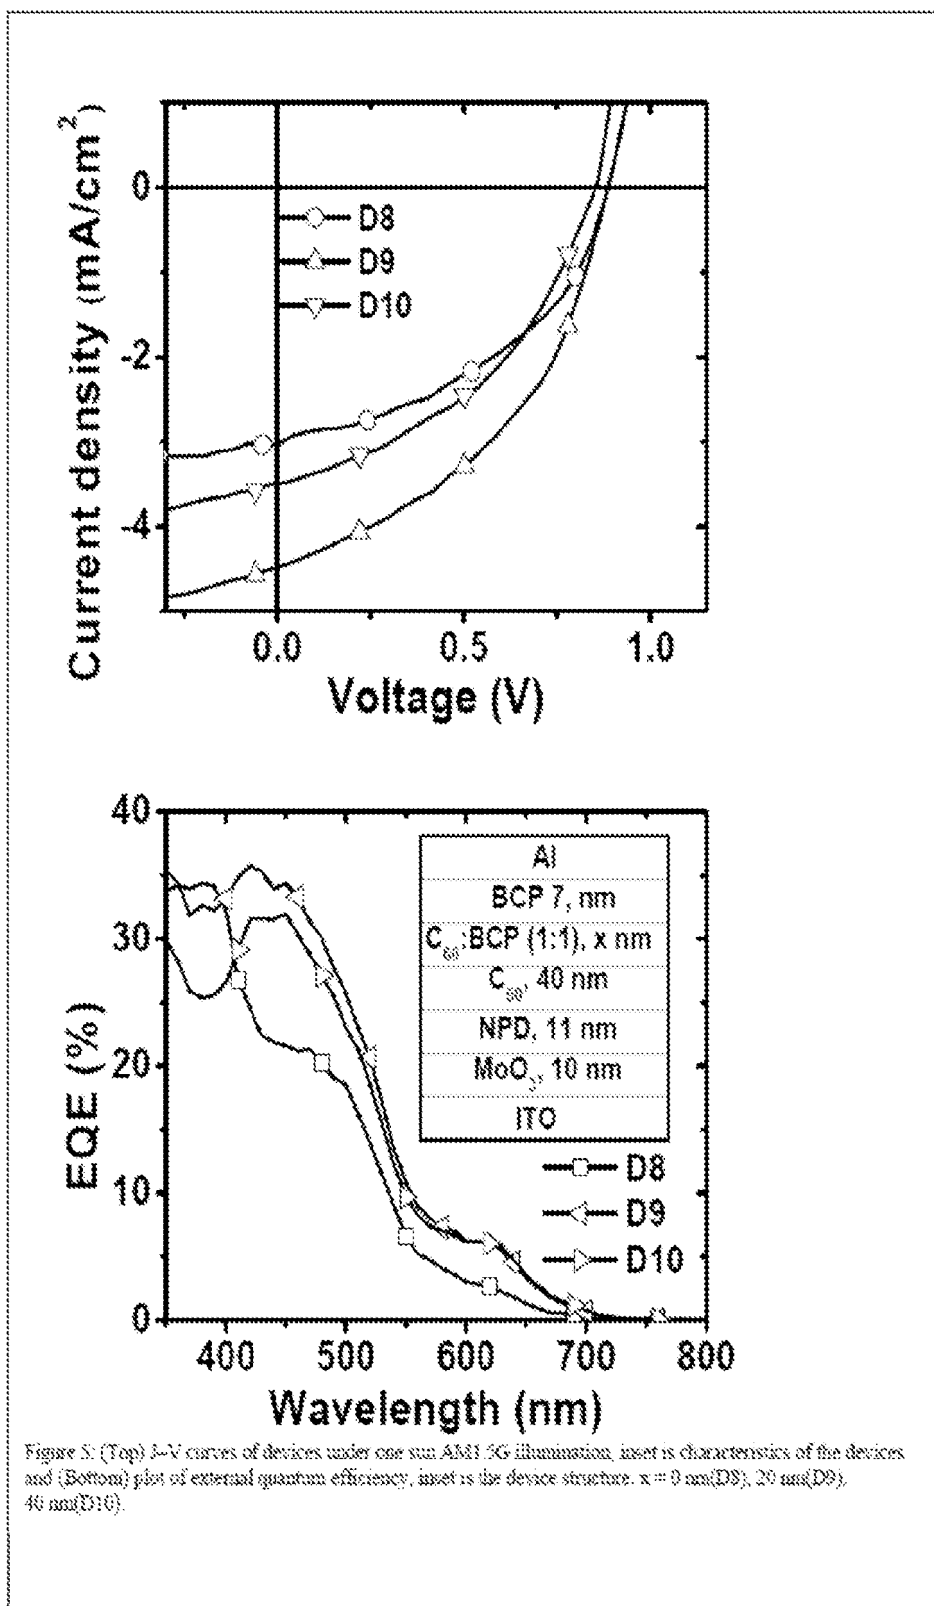 Current density (mA/cm²)
0
-2
-4
D8
D9
D10
0.0 0.5 1.0
Voltage (V)
EQE (%)
40
30
20
10
0
Al
BCP 7, nm
C₆₀:BCP (1:1), x nm
C₆₀, 40 nm
NPD, 11 nm
MoO₃, 10 nm
ITO
D8
D9
D10
400 500 600 700 800
Wavelength (nm)
Figure 5: (Top) J–V curves of devices under one sun AM1.5G illumination, inset is characteristics of the devices
and (Bottom) plot of external quantum efficiency, inset is the device structure. x = 0 nm(D8), 20 nm(D9),
40 nm(D10).